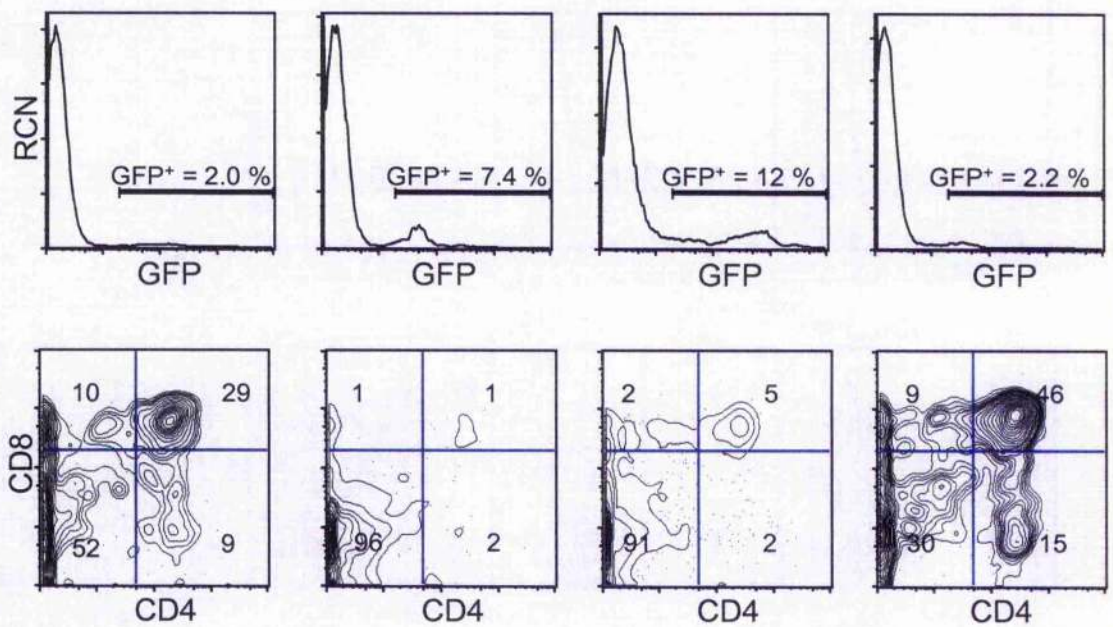 RCN
GFP⁺ = 2.0 %
GFP⁺ = 7.4 %
GFP⁺ = 12 %
GFP⁺ = 2.2 %
GFP
GFP
GFP
GFP
CD8
10 29
52 9
1 1
96 2
2 5
91 2
9 46
30 15
CD4
CD4
CD4
CD4